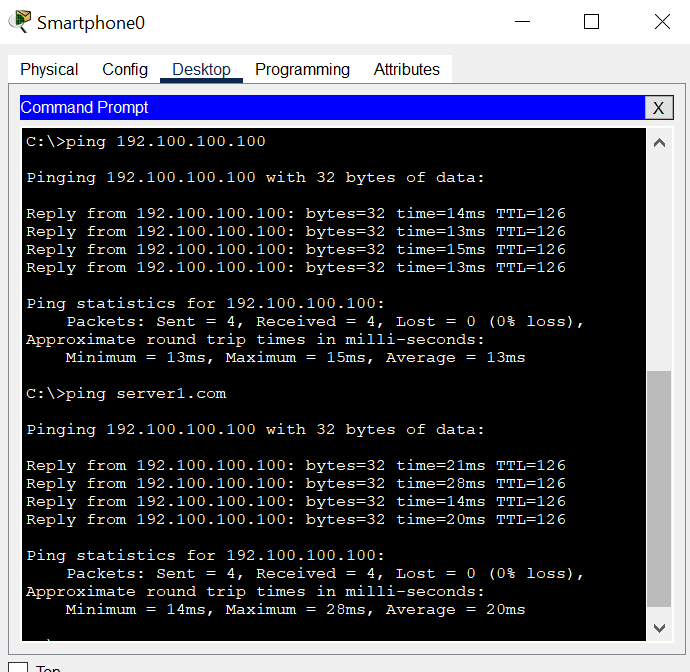 Smartphone0
Physical Config Desktop Programming Attributes
Command Prompt X
C:\>ping 192.100.100.100
Pinging 192.100.100.100 with 32 bytes of data:
Reply from 192.100.100.100: bytes=32 time=14ms TTL=126
Reply from 192.100.100.100: bytes=32 time=13ms TTL=126
Reply from 192.100.100.100: bytes=32 time=15ms TTL=126
Reply from 192.100.100.100: bytes=32 time=13ms TTL=126
Ping statistics for 192.100.100.100:
Packets: Sent = 4, Received = 4, Lost = 0 (0% loss),
Approximate round trip times in milli-seconds:
Minimum = 13ms, Maximum = 15ms, Average = 13ms
C:\>ping server1.com
Pinging 192.100.100.100 with 32 bytes of data:
Reply from 192.100.100.100: bytes=32 time=21ms TTL=126
Reply from 192.100.100.100: bytes=32 time=28ms TTL=126
Reply from 192.100.100.100: bytes=32 time=14ms TTL=126
Reply from 192.100.100.100: bytes=32 time=20ms TTL=126
Ping statistics for 192.100.100.100:
Packets: Sent = 4, Received = 4, Lost = 0 (0% loss),
Approximate round trip times in milli-seconds:
Minimum = 14ms, Maximum = 28ms, Average = 20ms
Top